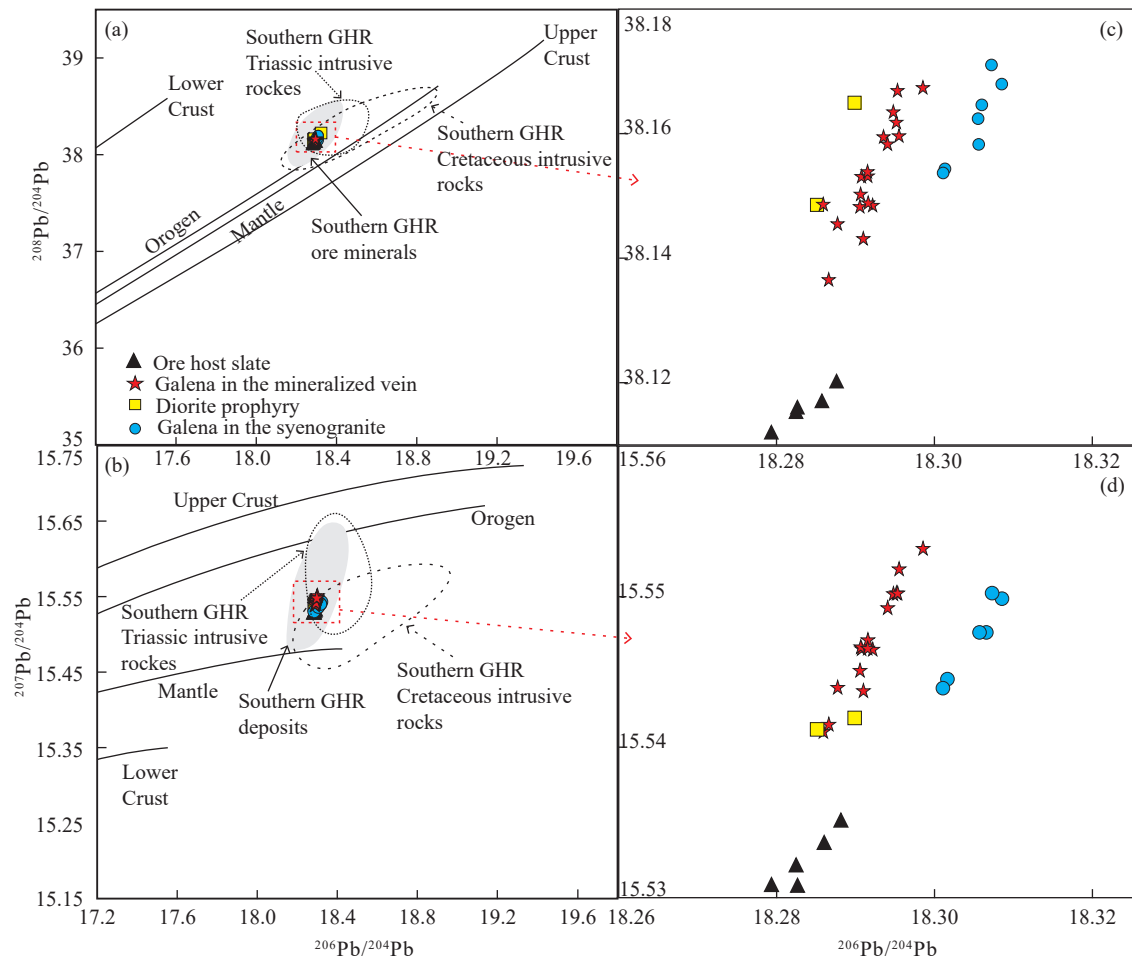 (a)
Southern GHR
Triassic intrusive
rockes
Upper
Crust
Lower
Crust
Southern GHR
Cretaceous intrusive
rocks
Orogen
Mantle
Southern GHR
ore minerals
Ore host slate
Galena in the mineralized vein
Diorite prophyry
Galena in the syenogranite
39
38
37
36
35
²⁰⁸Pb/²⁰⁴Pb
17.6 18.0 18.4 18.8 19.2 19.6
(c)
38.18
38.16
38.14
38.12
18.28 18.30 18.32
(b)
Upper Crust
Orogen
Southern GHR
Triassic intrusive
rockes
Mantle
Southern GHR
deposits
Southern GHR
Cretaceous intrusive
rocks
Lower
Crust
15.75
15.65
15.55
15.45
15.35
15.25
15.15
²⁰⁷Pb/²⁰⁴Pb
17.2 17.6 18.0 18.4 18.8 19.2 19.6
²⁰⁶Pb/²⁰⁴Pb
(d)
15.56
15.55
15.54
15.53
18.26 18.28 18.30 18.32
²⁰⁶Pb/²⁰⁴Pb